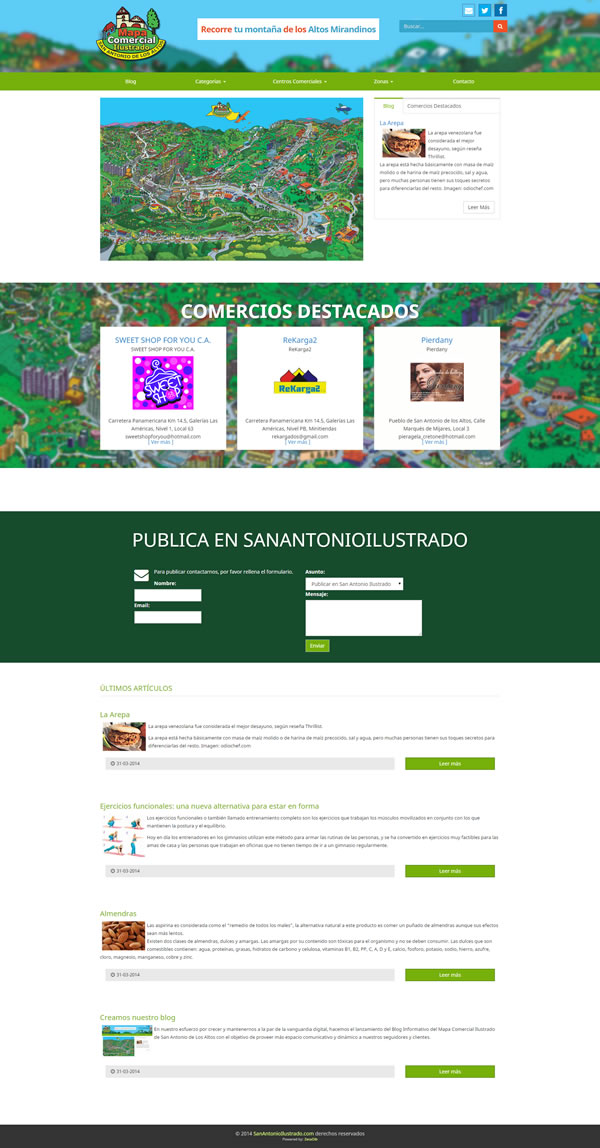 Mapa
Comercial
Ilustrado
SAN ANTONIO DE LOS ALTOS
Recorre tu montaña de los Altos Mirandinos
Buscar...
Blog
Categorías
Centros Comerciales
Zonas
Contacto
Blog
Comercios Destacados
La Arepa
La arepa venezolana fue
considerada el mejor
desayuno, según reseña
Thrillist.
La arepa está hecha básicamente con masa de maíz
molido o de harina de maíz precocido, sal y agua,
pero muchas personas tienen sus toques secretos
para diferenciarlas del resto. Imagen: odiochef.com
Leer Más
COMERCIOS DESTACADOS
SWEET SHOP FOR YOU C.A.
SWEET SHOP FOR YOU C.A.
SWEET
SHOP
Carretera Panamericana Km 14.5, Galerías Las
Américas, Nivel 1, Local 63
sweetshopforyou@hotmail.com
[ Ver más ]
ReKarga2
ReKarga2
ReKarga2
Carretera Panamericana Km 14.5, Galerías Las
Américas, Nivel PB, Minitiendas
rekargados@gmail.com
[ Ver más ]
Pierdany
Pierdany
Pueblo de San Antonio de los Altos, Calle
Marqués de Mijares, Local 3
pieragela_cretone@hotmail.com
[ Ver más ]
PUBLICA EN SANANTONIOILUSTRADO
Para publicar contactarnos, por favor rellena el formulario.
Nombre:
Email:
Asunto:
Publicar en San Antonio Ilustrado
Mensaje:
Enviar
ÚLTIMOS ARTÍCULOS
La Arepa
La arepa venezolana fue considerada el mejor desayuno, según reseña Thrillist.
La arepa está hecha básicamente con masa de maíz molido o de harina de maíz precocido, sal y agua, pero muchas personas tienen sus toques secretos para
diferenciarlas del resto. Imagen: odiochef.com
31-03-2014
Leer más
Ejercicios funcionales: una nueva alternativa para estar en forma
Los ejercicios funcionales o también llamado entrenamiento completo son los ejercicios que trabajan los músculos movilizados en conjunto con los que
mantienen la postura y el equilibrio.
Hoy en día los entrenadores en los gimnasios utilizan este método para armar las rutinas de las personas, y se ha convertido en ejercicios muy factibles para las
amas de casa y las personas que trabajan en oficinas que no tienen tiempo de ir a un gimnasio regularmente.
31-03-2014
Leer más
Almendras
Las aspirina es considerada como el "remedio de todos los males", la alternativa natural a este producto es comer un puñado de almendras aunque sus efectos
sean más lentos.
Existen dos clases de almendras, dulces y amargas. Las amargas por su contenido son tóxicas para el organismo y no se deben consumir. Las dulces que son
comestibles contienen: agua, proteínas, grasas, hidratos de carbono y celulosa, vitaminas B1, B2, PP, C, A, D y E, calcio, fósforo, potasio, sodio, hierro, azufre,
cloro, magnesio, manganeso, cobre y zinc.
31-03-2014
Leer más
Creamos nuestro blog
En nuestro esfuerzo por crecer y mantenernos a la par de la vanguardia digital, hacemos el lanzamiento del Blog Informativo del Mapa Comercial Ilustrado
de San Antonio de Los Altos con el objetivo de proveer más espacio comunicativo y dinámico a nuestros seguidores y clientes.
31-03-2014
Leer más
© 2014 SanAntonioIlustrado.com derechos reservados
Powered by: